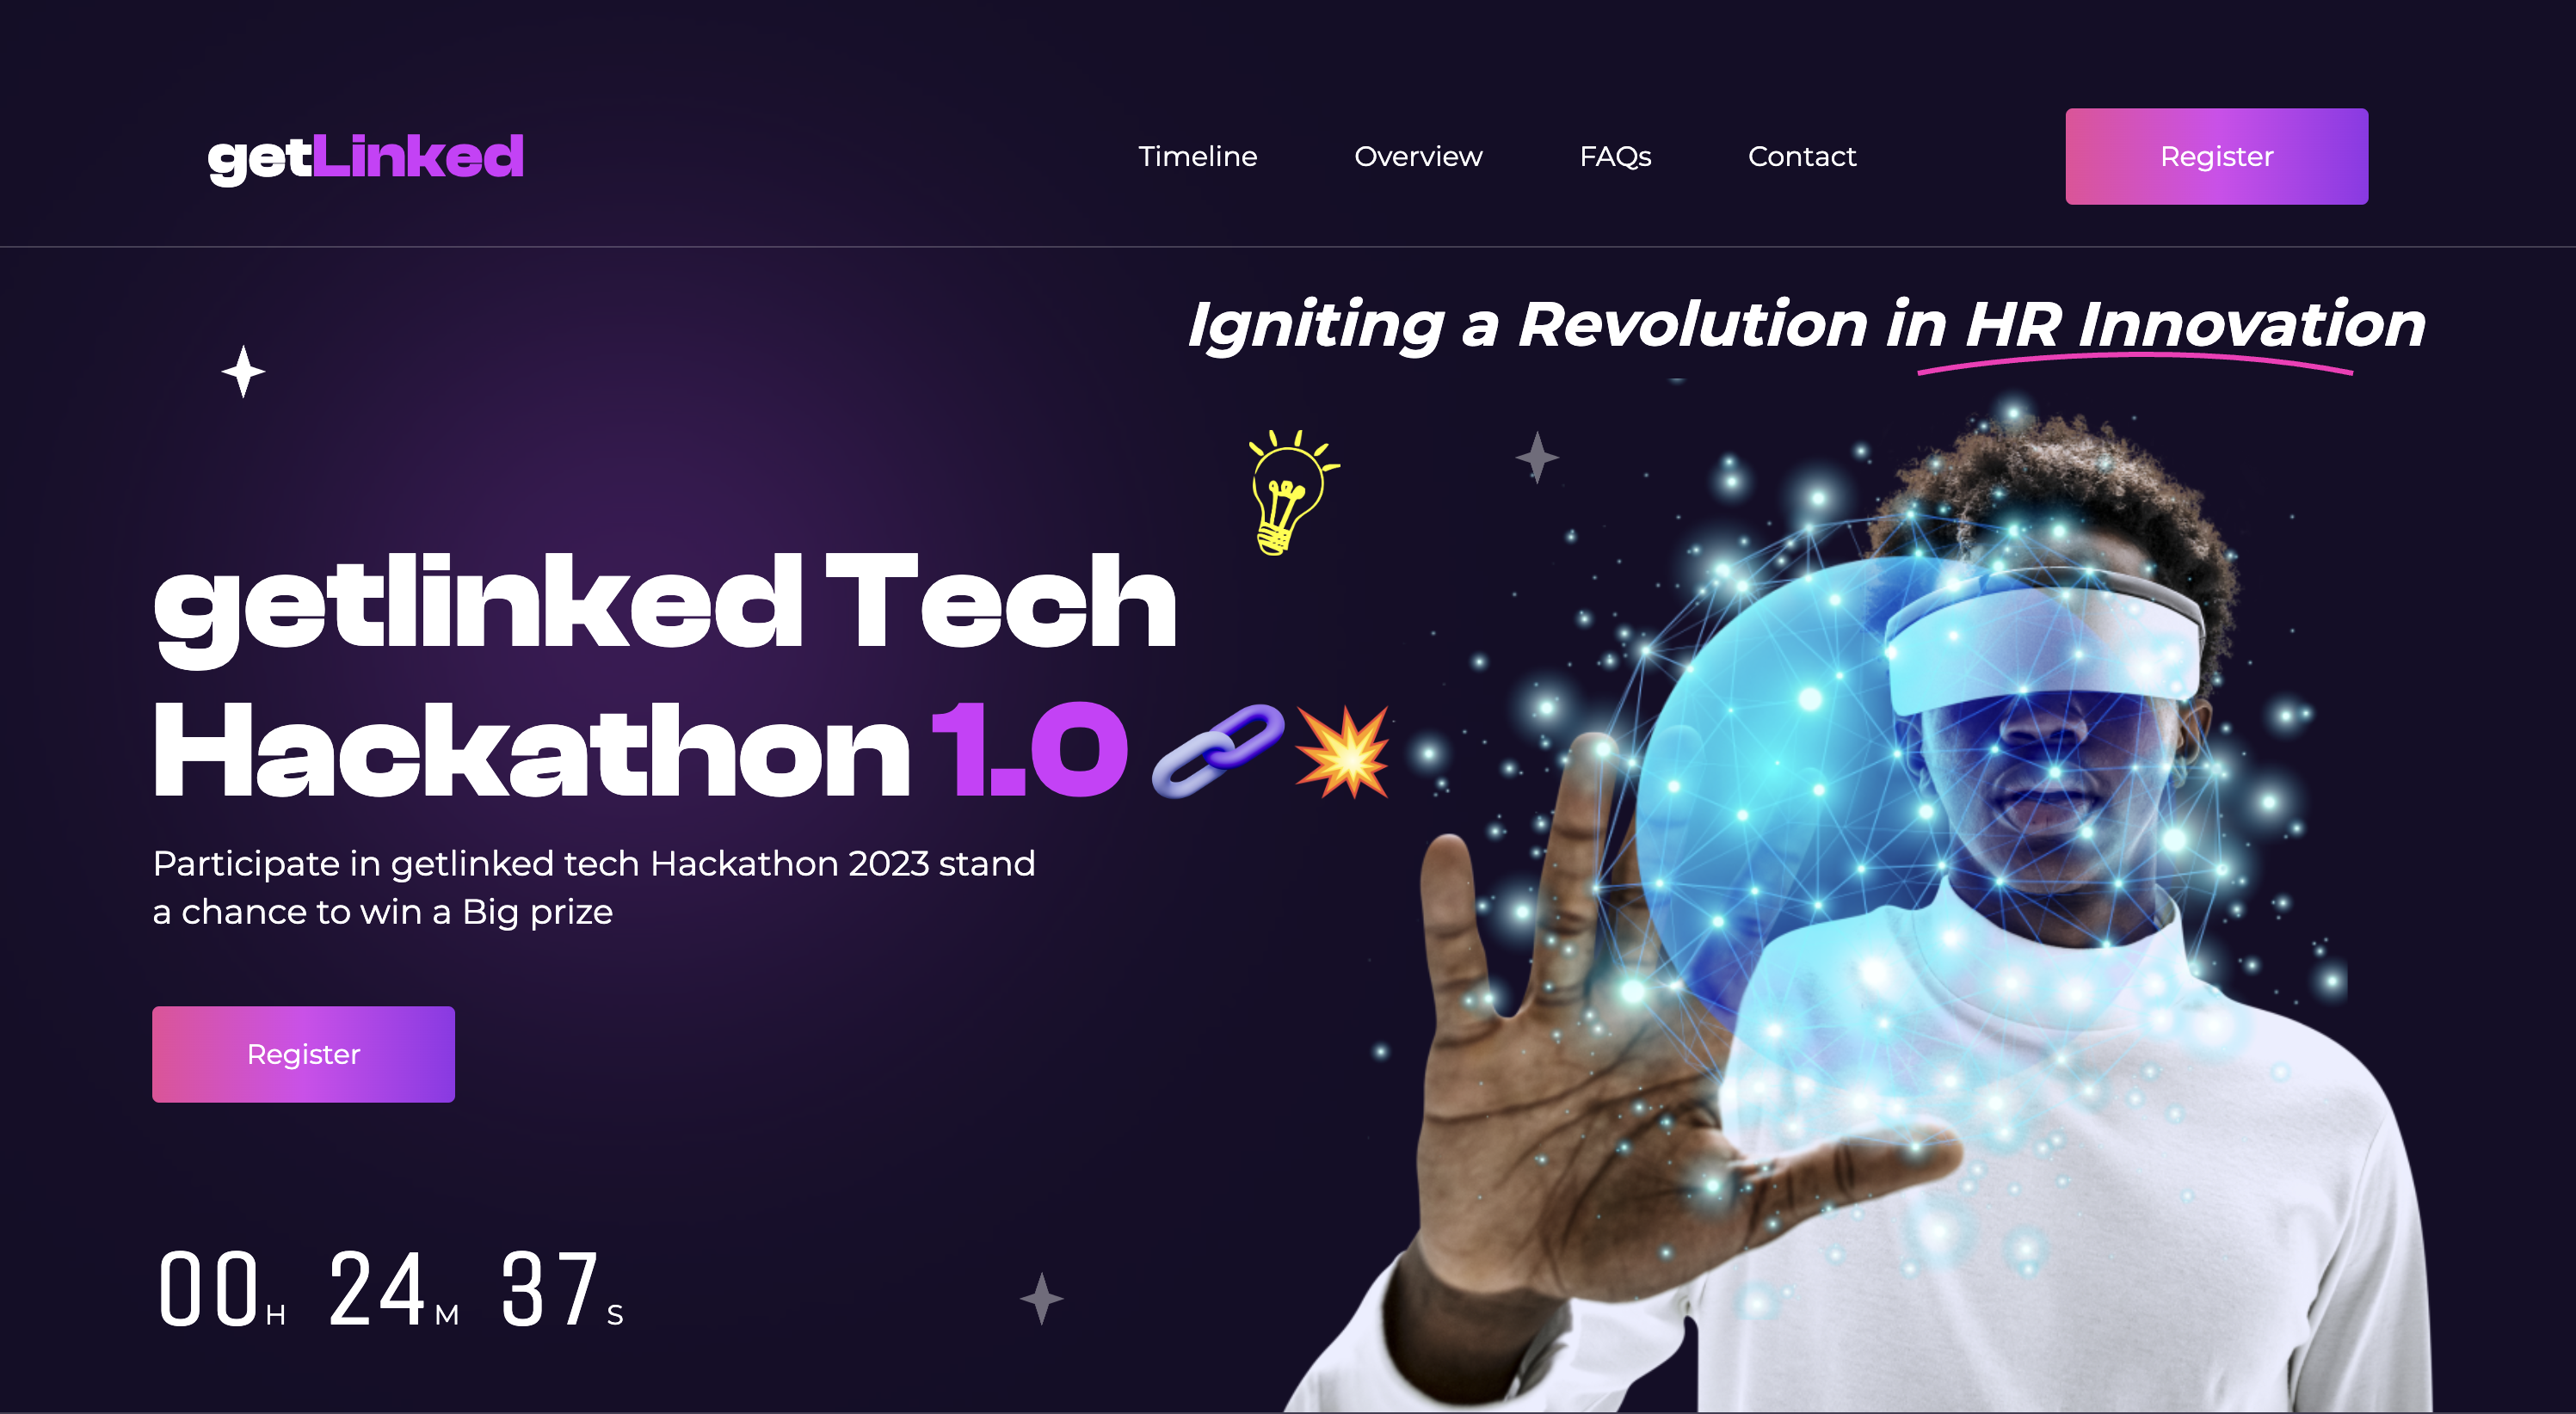 getLinked
Timeline Overview FAQs Contact Register
Igniting a Revolution in HR Innovation
getlinked Tech
Hackathon 1.0
Participate in getlinked tech Hackathon 2023 stand
a chance to win a Big prize
Register
00H 24M 37S